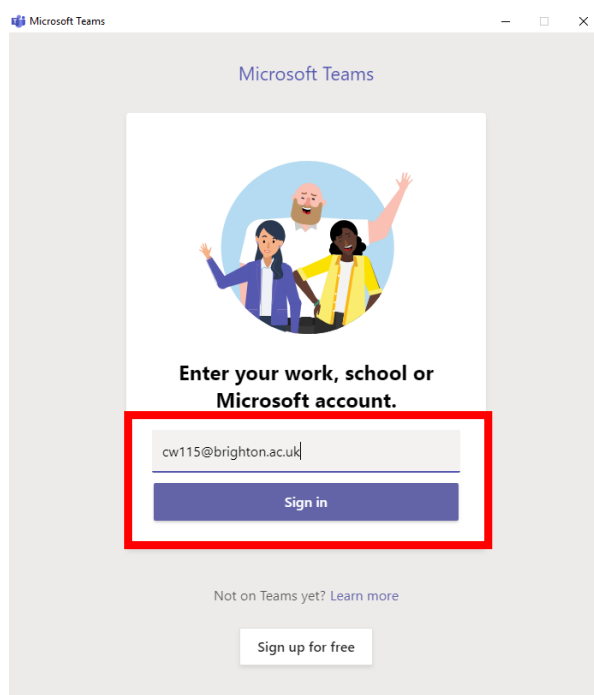 Microsoft Teams
Microsoft Teams
Enter your work, school or
Microsoft account.
cw115@brighton.ac.uk
Sign in
Not on Teams yet? Learn more
Sign up for free